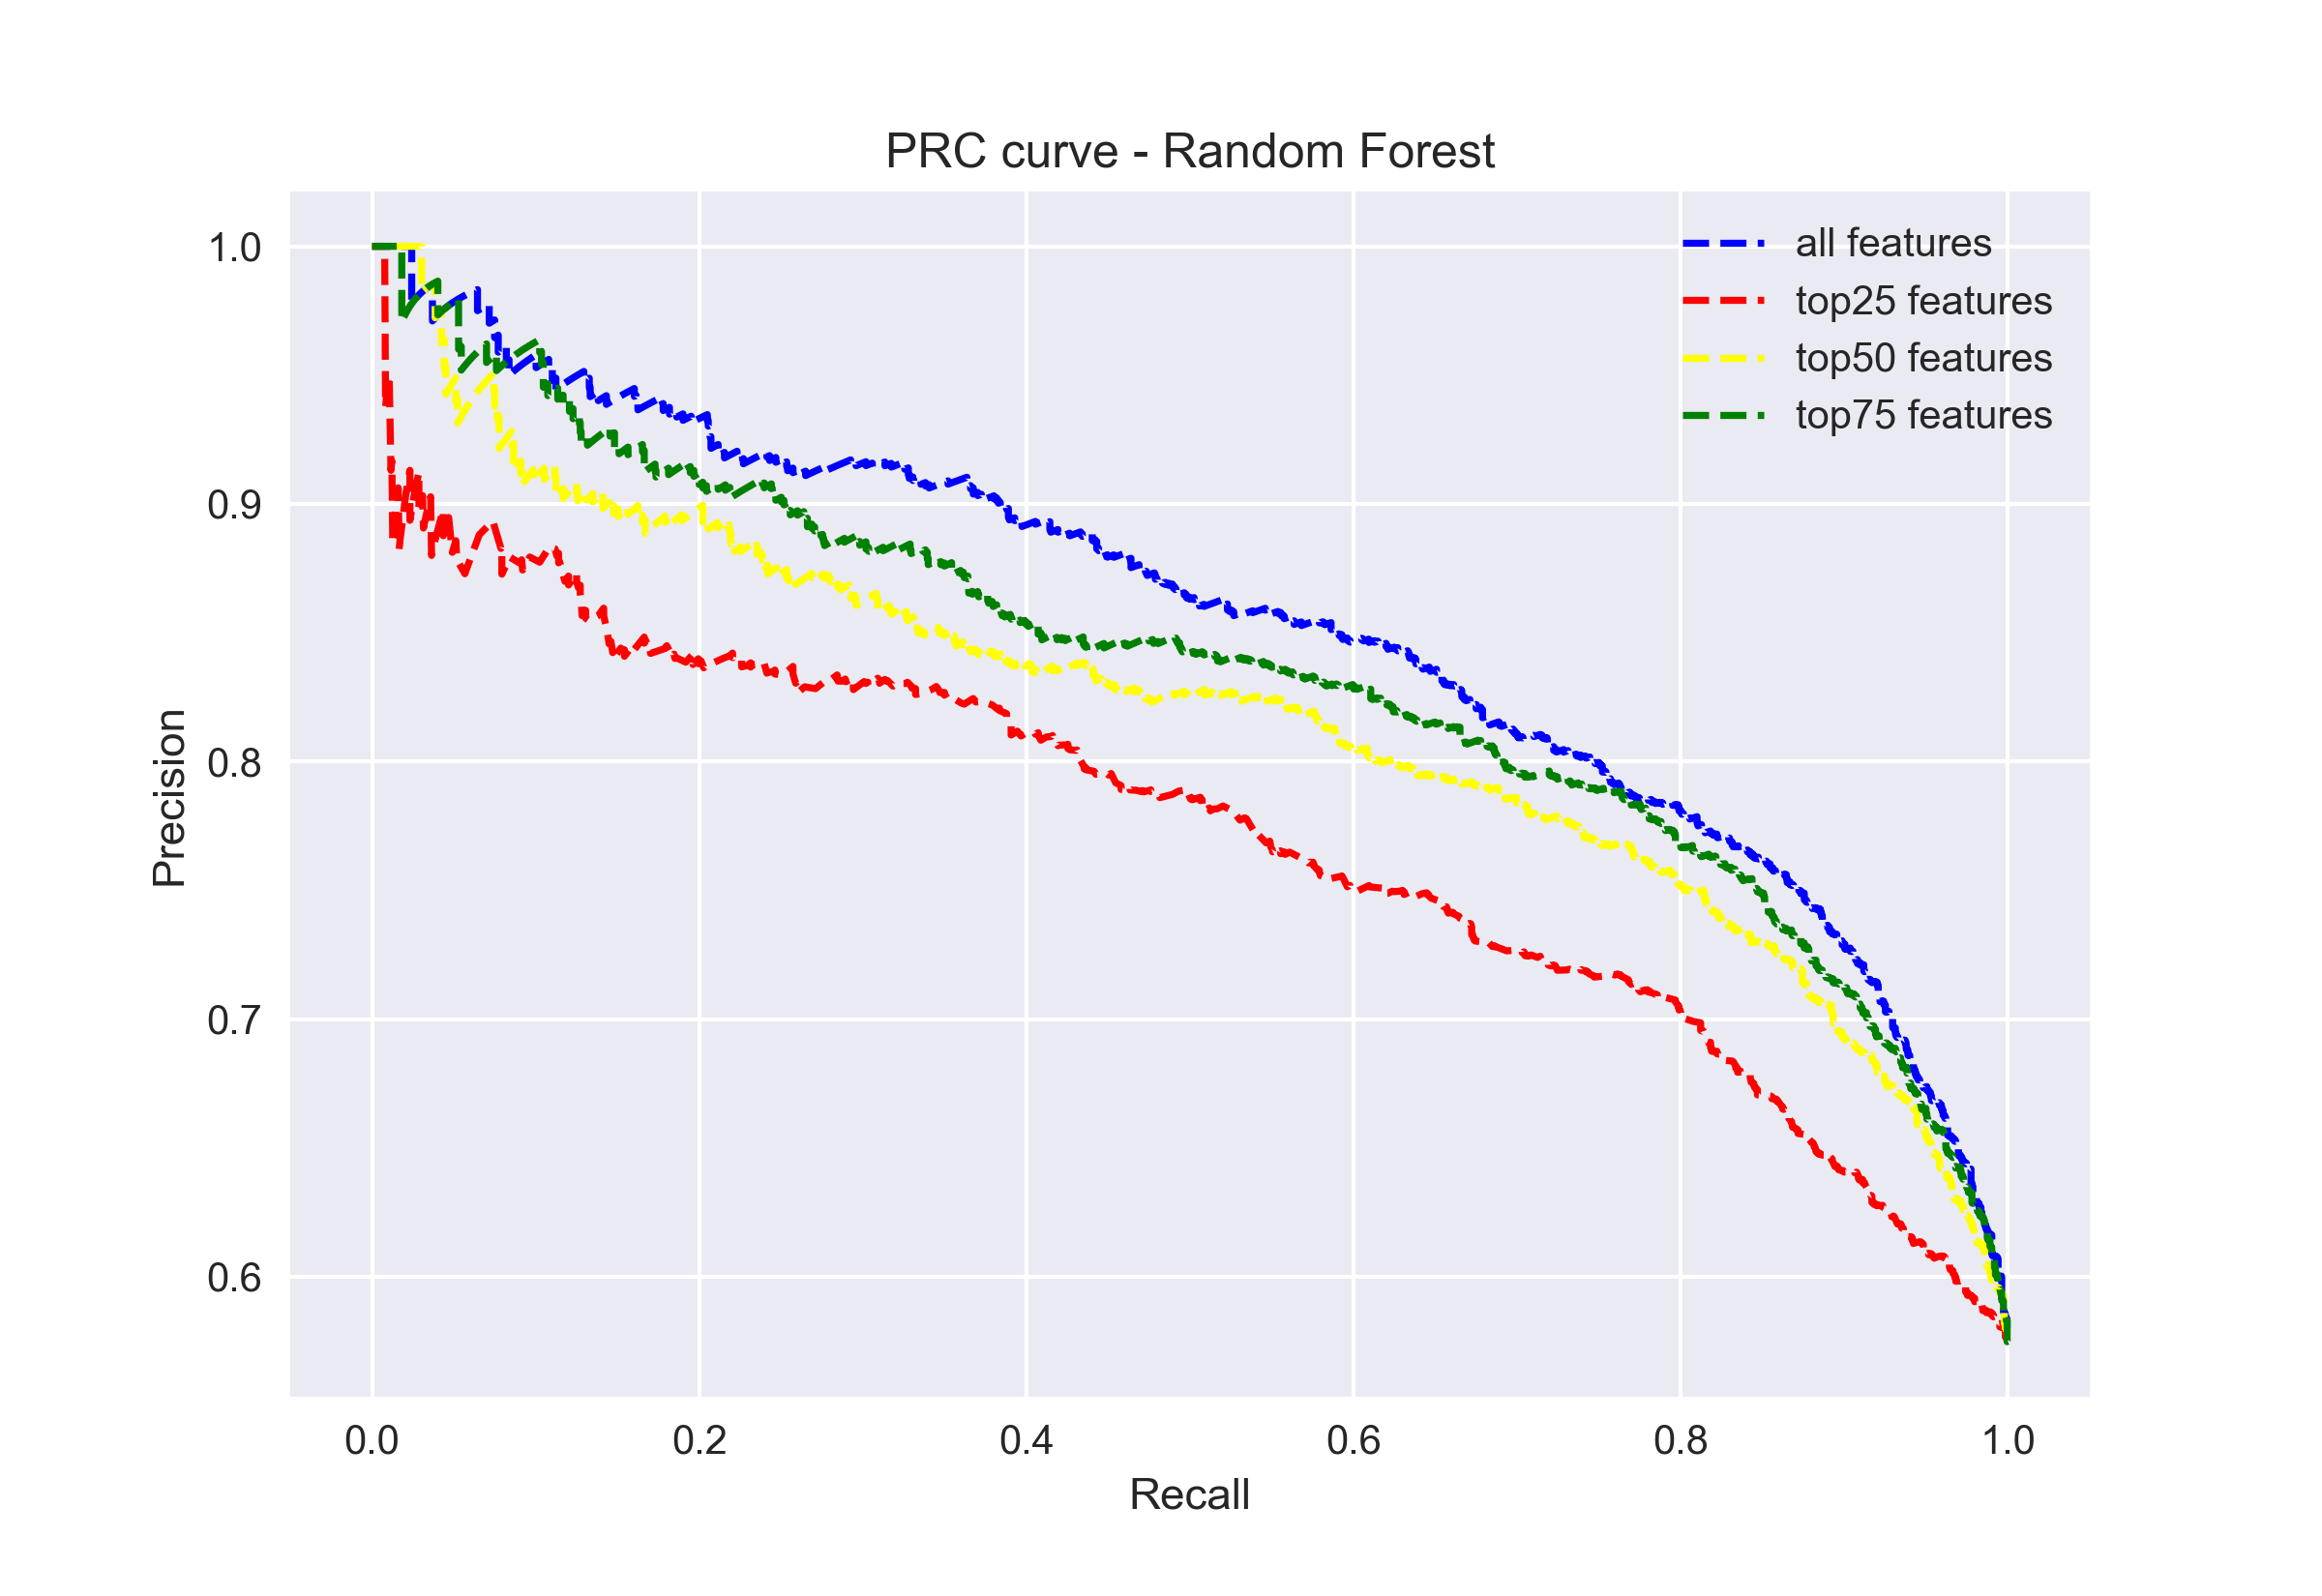 PRC curve - Random Forest
all features
top25 features
top50 features
top75 features
Precision
1.0
0.9
0.8
0.7
0.6
0.0 0.2 0.4 0.6 0.8 1.0
Recall